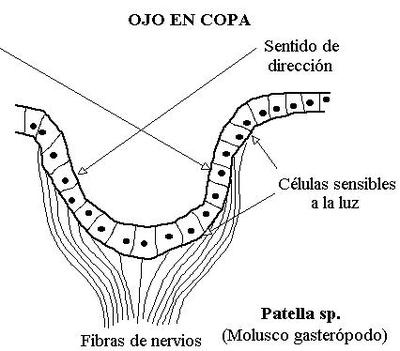 OJO EN COPA
Sentido de
dirección
Células sensibles
a la luz
Patella sp.
(Molusco gasterópodo)
Fibras de nervios